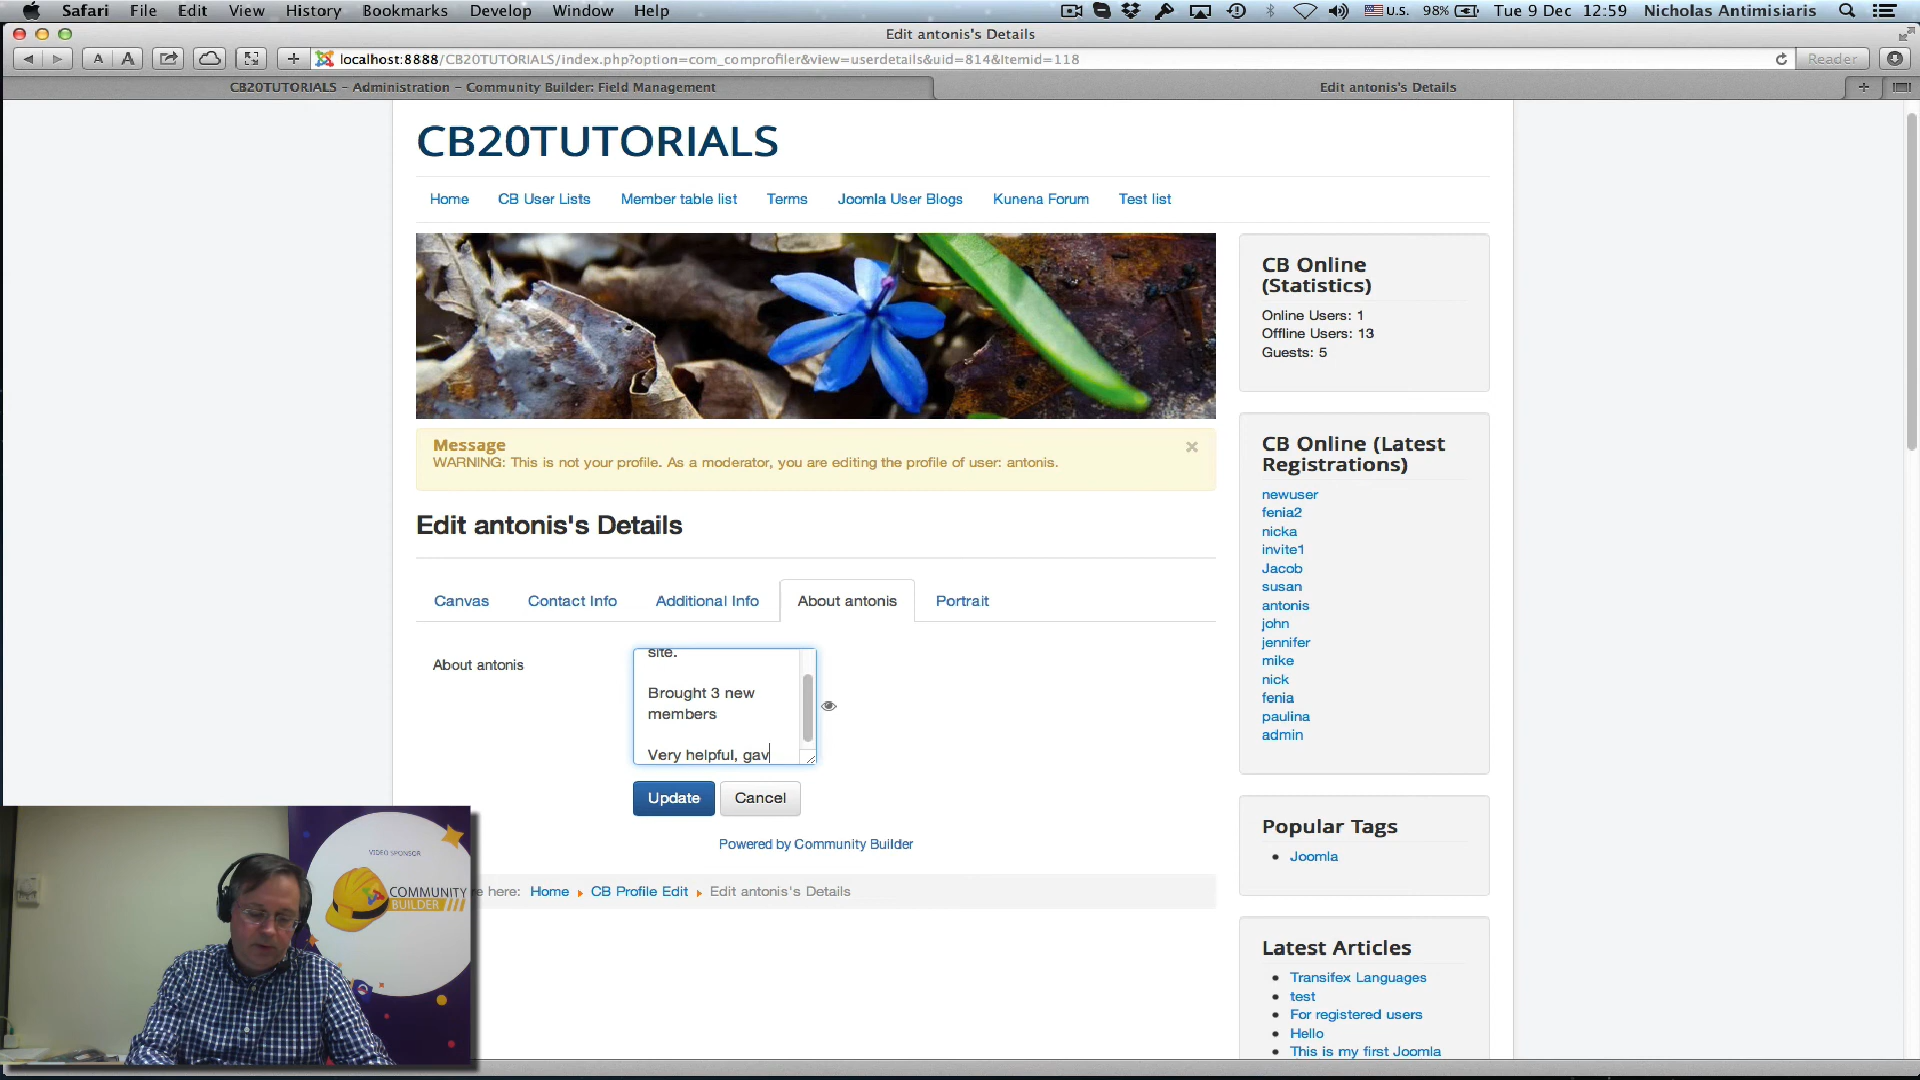 Safari File Edit View History Bookmarks Develop Window Help U.S. 98% Tue 9 Dec 12:59 Nicholas Antimisiaris
Edit antonis's Details
A A + localhost:8888/CB20TUTORIALS/index.php?option=com_comprofiler&view=userdetails&uid=814&Itemid=118 Reader
CB20TUTORIALS – Administration – Community Builder: Field Management
Edit antonis's Details
CB20TUTORIALS
Home CB User Lists Member table list Terms Joomla User Blogs Kunena Forum Test list
Message
WARNING: This is not your profile. As a moderator, you are editing the profile of user: antonis.
Edit antonis's Details
Canvas Contact Info Additional Info About antonis Portrait
About antonis
site.
Brought 3 new
members
Very helpful, gav
Update Cancel
Powered by Community Builder
e here: Home CB Profile Edit Edit antonis's Details
CB Online
(Statistics)
Online Users: 1
Offline Users: 13
Guests: 5
CB Online (Latest
Registrations)
newuser
fenia2
nicka
invite1
Jacob
susan
antonis
john
jennifer
mike
nick
fenia
paulina
admin
Popular Tags
Joomla
Latest Articles
Transifex Languages
test
For registered users
Hello
This is my first Joomla
VIDEO SPONSOR
COMMUNITY
BUILDER